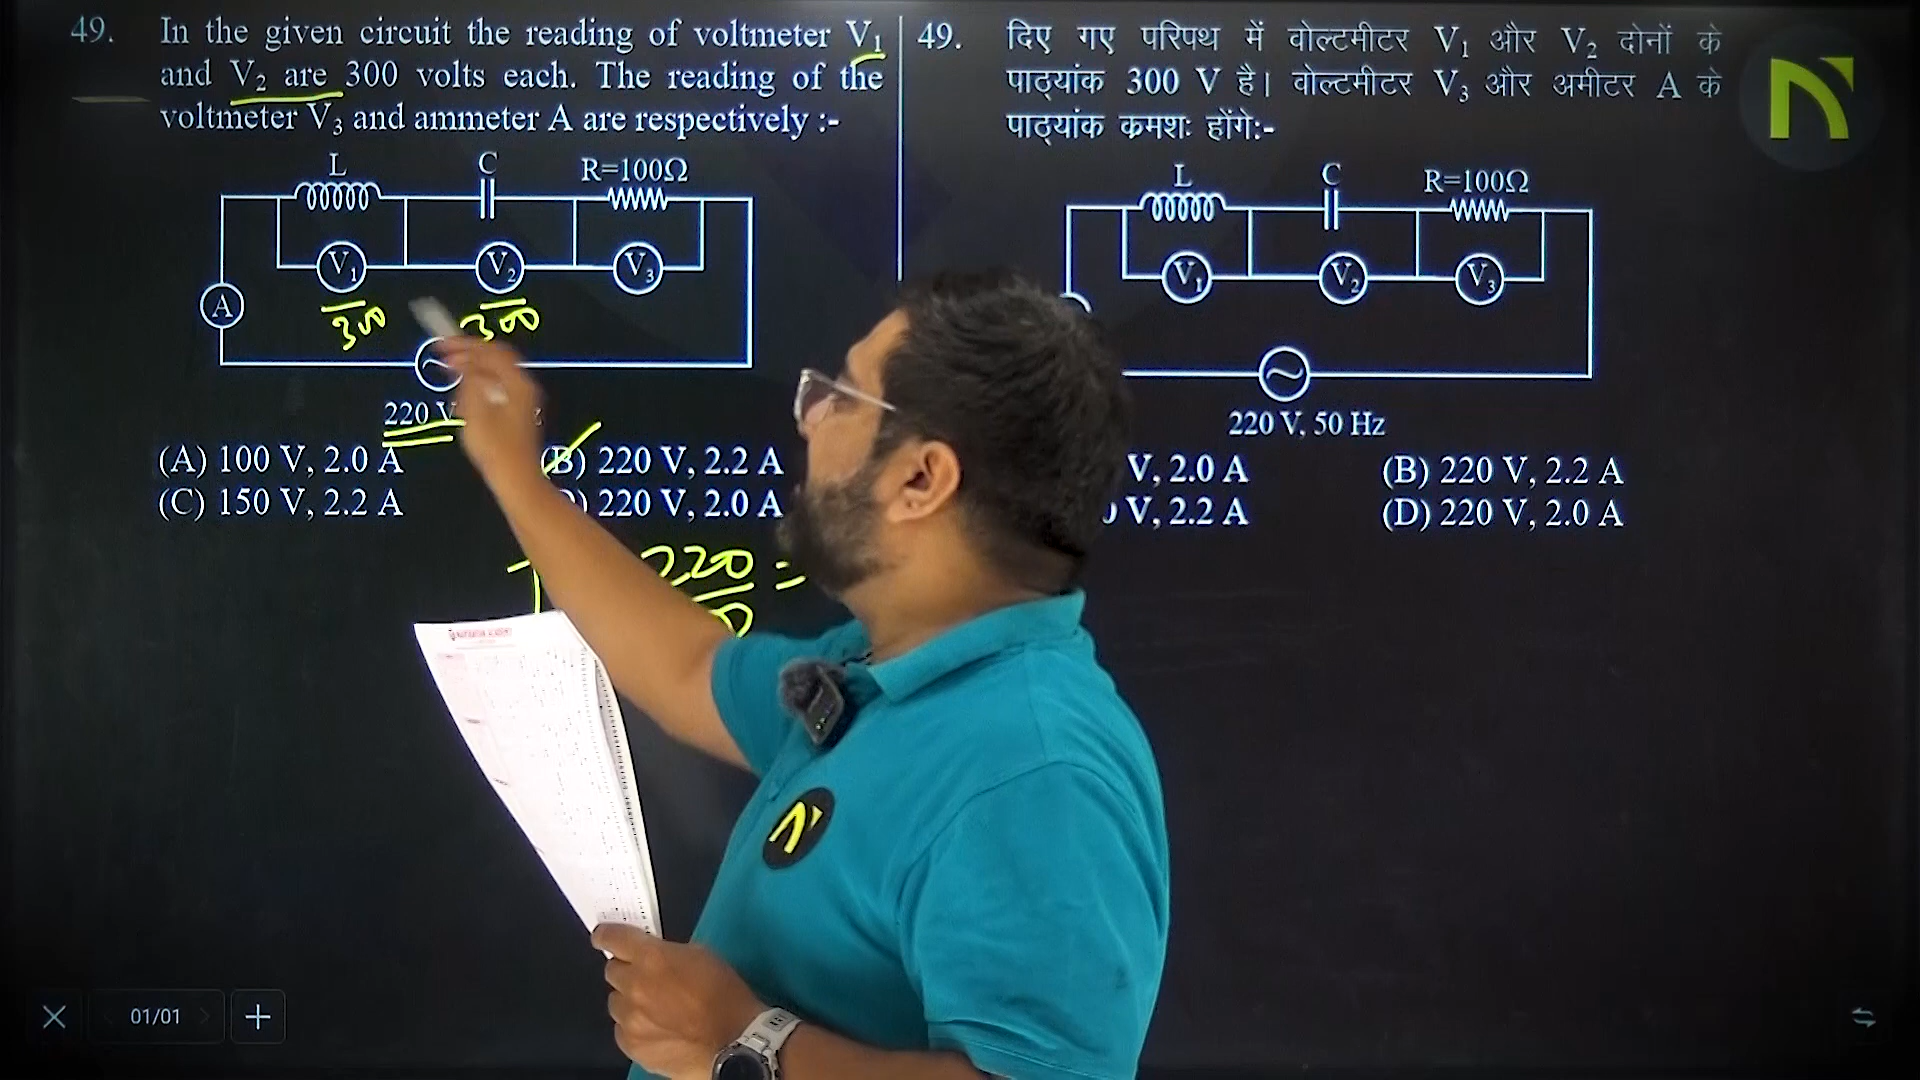 49. In the given circuit the reading of voltmeter V₁
and V₂ are 300 volts each. The reading of the
voltmeter V₃ and ammeter A are respectively :-
L C R=100Ω
V₁ V₂ V₃
A
300 300
220 V
(A) 100 V, 2.0 A (B) 220 V, 2.2 A
(C) 150 V, 2.2 A 220 V, 2.0 A
220 =
49. दिए गए परिपथ में वोल्टमीटर V₁ और V₂ दोनों के
पाठ्यांक 300 V है। वोल्टमीटर V₃ और अमीटर A के
पाठ्यांक क्रमशः होंगे:-
L C R=100Ω
V₁ V₂ V₃
220 V, 50 Hz
V, 2.0 A (B) 220 V, 2.2 A
V, 2.2 A (D) 220 V, 2.0 A
01/01